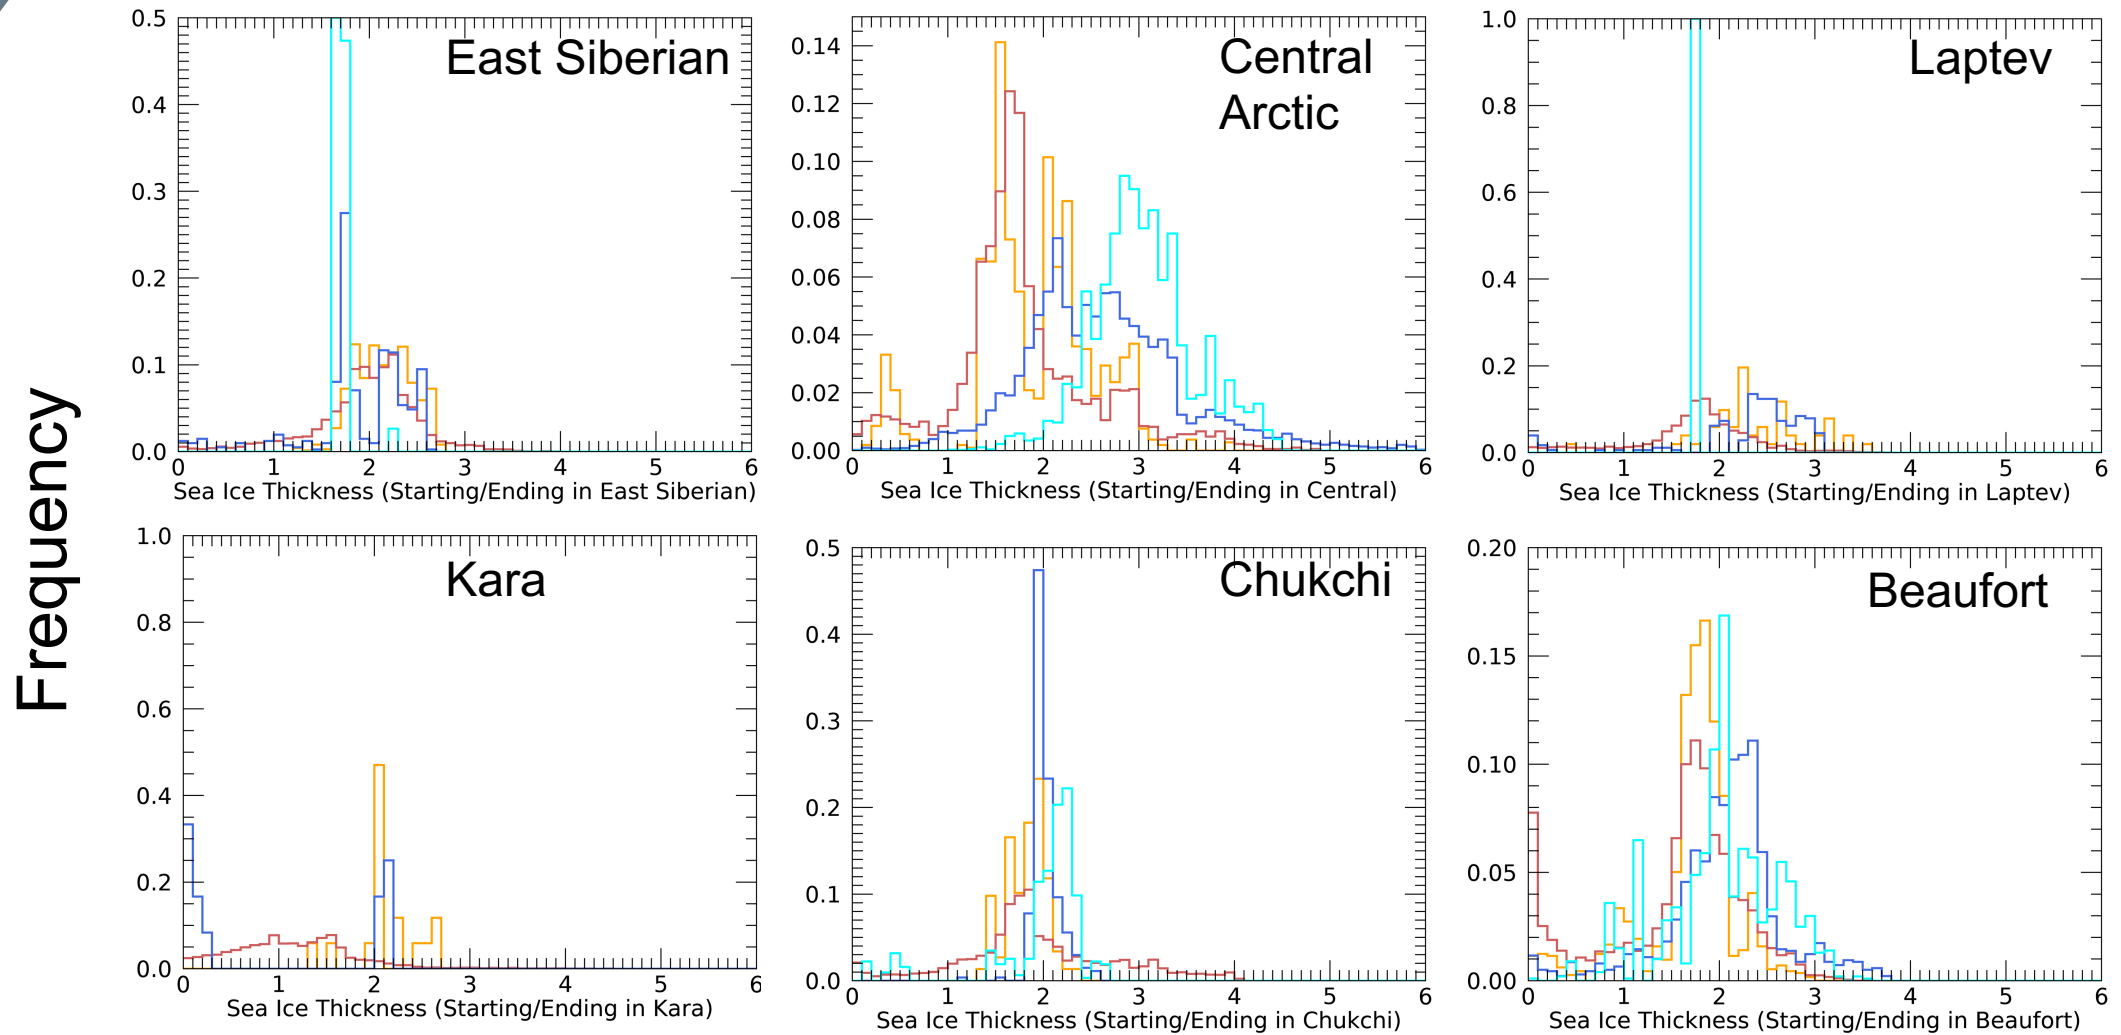 Frequency
East Siberian
0.5
0.4
0.3
0.2
0.1
0.0
0 1 2 3 4 5 6
Sea Ice Thickness (Starting/Ending in East Siberian)
Central
Arctic
0.14
0.12
0.10
0.08
0.06
0.04
0.02
0.00
0 1 2 3 4 5 6
Sea Ice Thickness (Starting/Ending in Central)
Laptev
1.0
0.8
0.6
0.4
0.2
0.0
0 1 2 3 4 5 6
Sea Ice Thickness (Starting/Ending in Laptev)
Kara
1.0
0.8
0.6
0.4
0.2
0.0
0 1 2 3 4 5 6
Sea Ice Thickness (Starting/Ending in Kara)
Chukchi
0.5
0.4
0.3
0.2
0.1
0.0
0 1 2 3 4 5 6
Sea Ice Thickness (Starting/Ending in Chukchi)
Beaufort
0.20
0.15
0.10
0.05
0.00
0 1 2 3 4 5 6
Sea Ice Thickness (Starting/Ending in Beaufort)